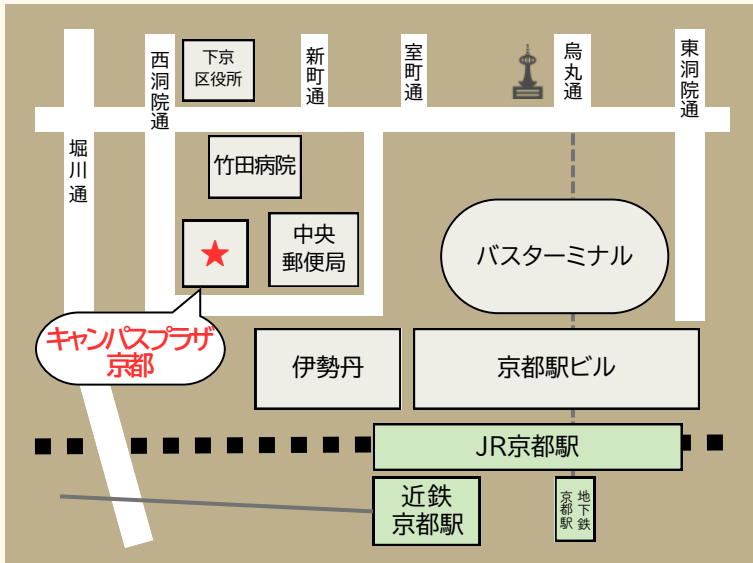 堀川通
西洞院通
下京
区役所
新町通
室町通
烏丸通
東洞院通
竹田病院
中央
郵便局
バスターミナル
キャンパスプラザ
京都
伊勢丹
京都駅ビル
JR京都駅
近鉄
京都駅
地下鉄
京都駅